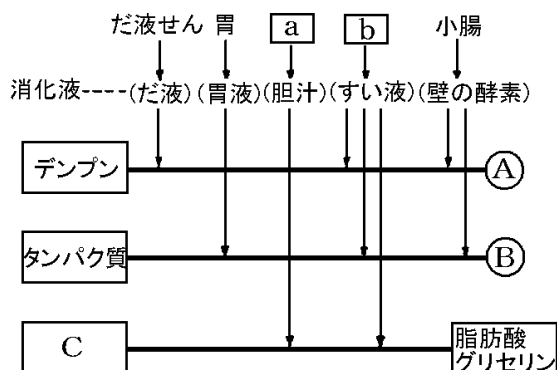 だ液せん 胃 a b 小腸
消化液----(だ液)(胃液)(胆汁)(すい液)(壁の酵素)
デンプン A
タンパク質 B
C 脂肪酸
グリセリン